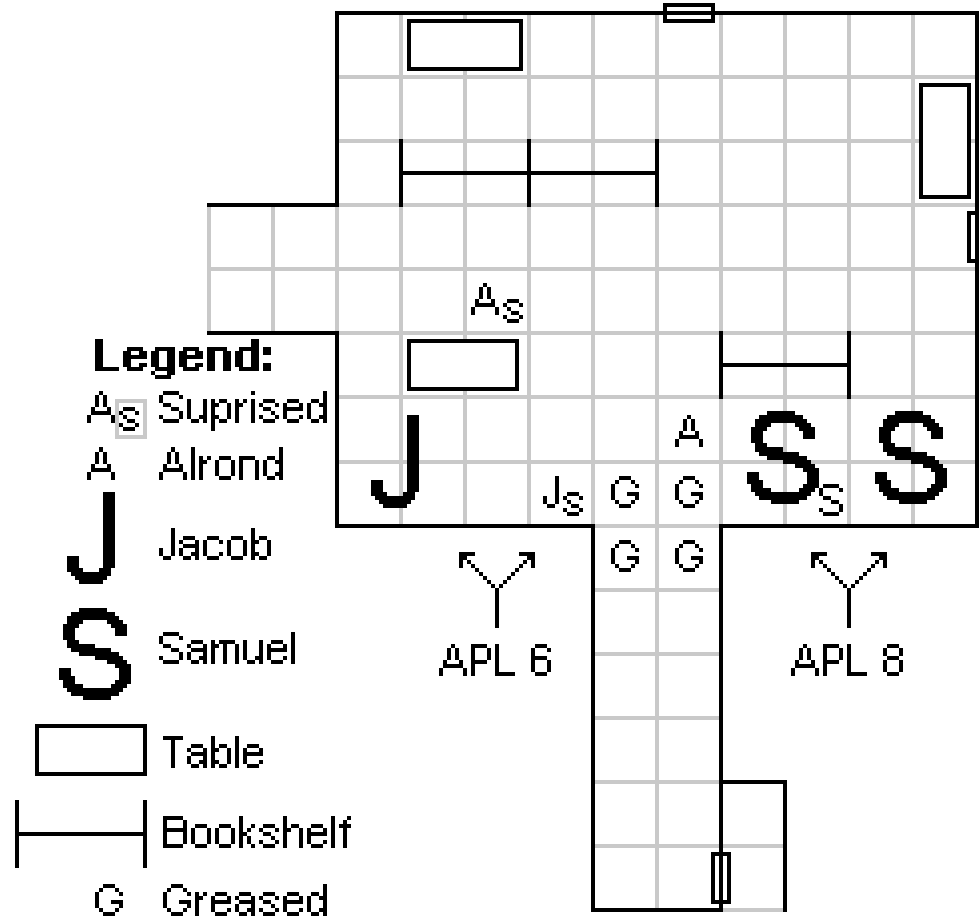 As
Legend:
As Suprised
A Alrond
J Jacob
S Samuel
Table
Bookshelf
G Greased
J
A
Ss
S
Js
G
G
G
G
APL 6
APL 8